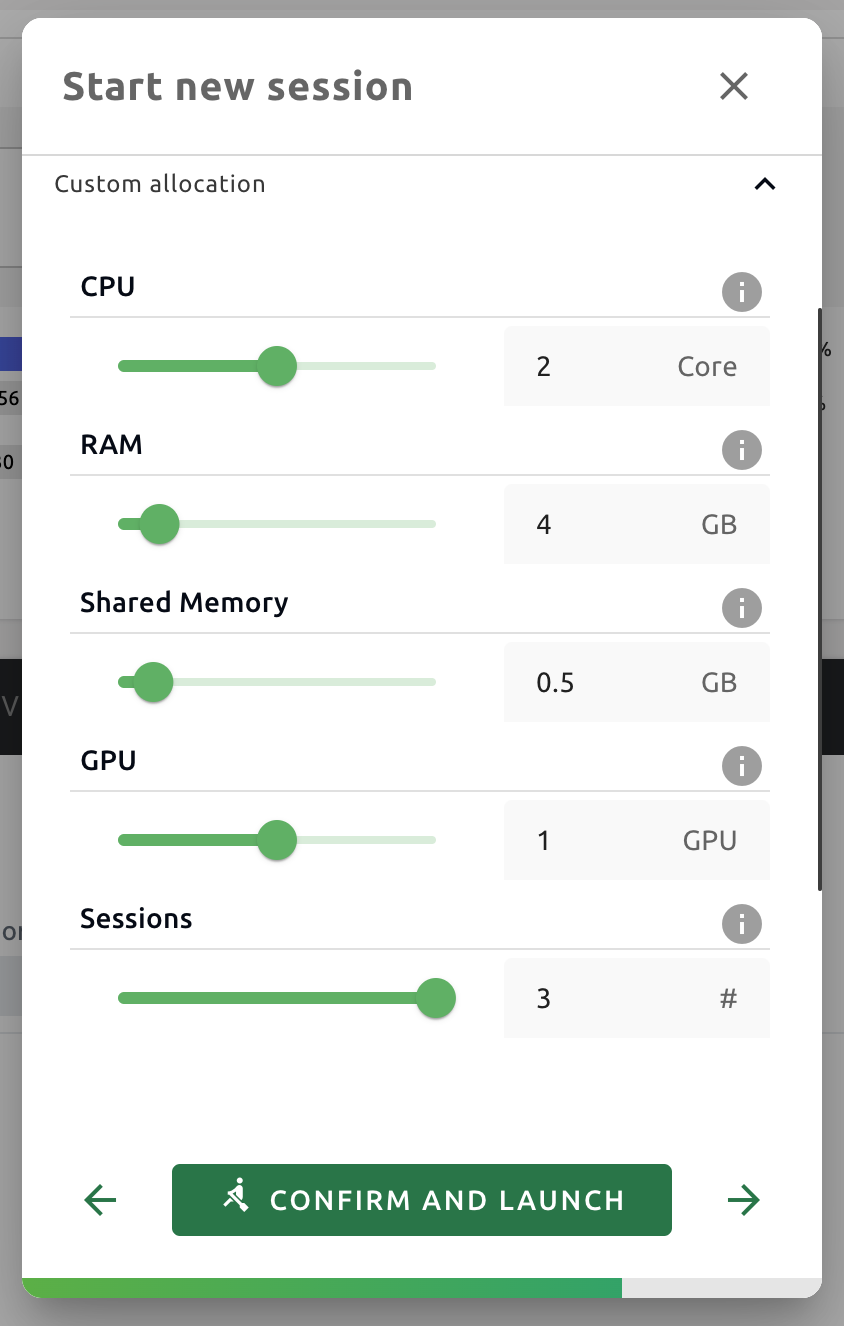 Start new session
Custom allocation
CPU
2 Core
RAM
4 GB
Shared Memory
0.5 GB
GPU
1 GPU
Sessions
3 #
CONFIRM AND LAUNCH
56
%